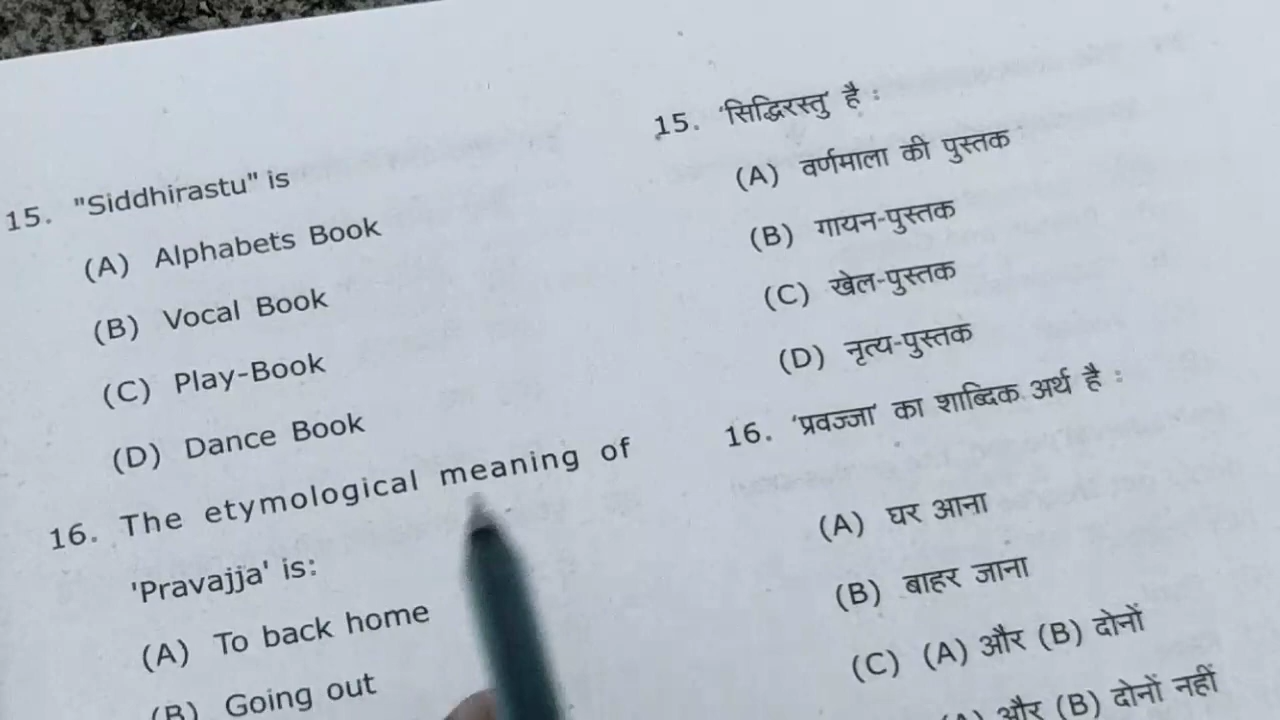 15. "Siddhirastu" is
(A) Alphabets Book
(B) Vocal Book
(C) Play-Book
(D) Dance Book
16. The etymological meaning of
'Pravajja' is:
(A) To back home
(B) Going out
15. 'सिद्धिरस्तु' है :
(A) वर्णमाला की पुस्तक
(B) गायन-पुस्तक
(C) खेल-पुस्तक
(D) नृत्य-पुस्तक
16. 'प्रवज्जा' का शाब्दिक अर्थ है :
(A) घर आना
(B) बाहर जाना
(C) (A) और (B) दोनों
(A) और (B) दोनों नहीं